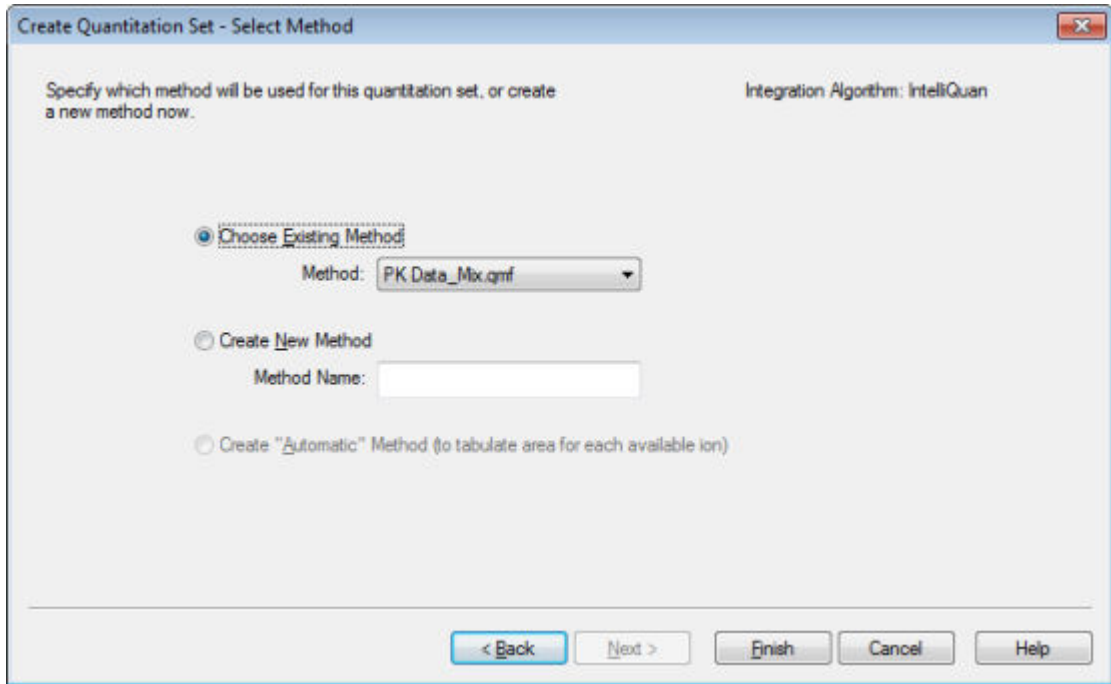 Create Quantitation Set - Select Method
Specify which method will be used for this quantitation set, or create
a new method now.
Integration Algorithm: IntelliQuan
Choose Existing Method
Method: PK Data_Mix.qmf
Create New Method
Method Name:
Create "Automatic" Method (to tabulate area for each available ion)
< Back Next > Finish Cancel Help